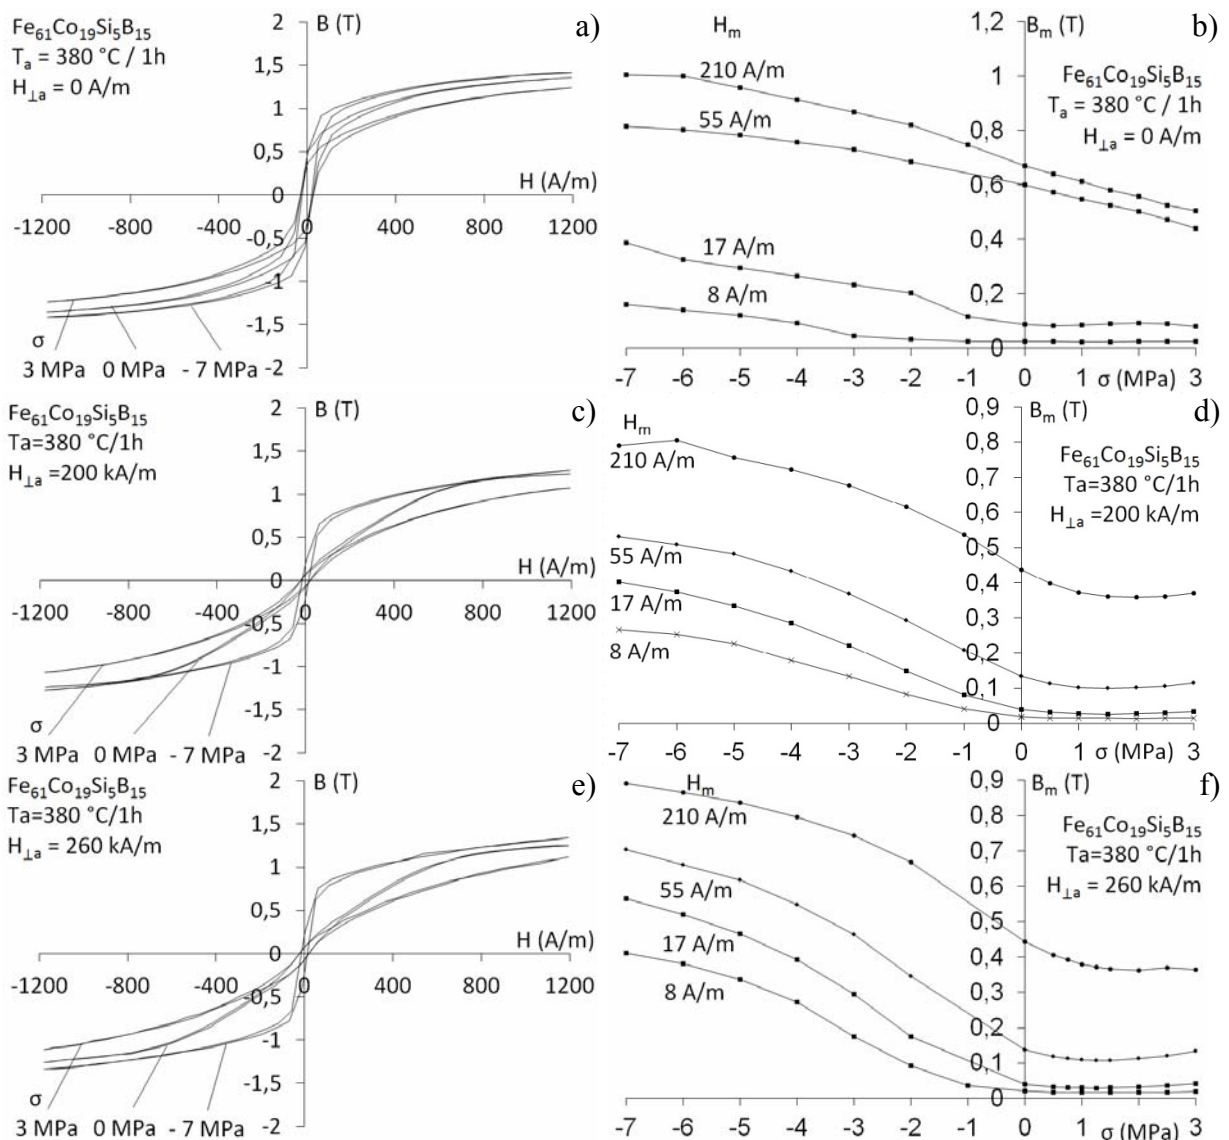 Fe61Co19Si5B15
Ta = 380 °C / 1h
H⊥a = 0 A/m
B (T)
a)
2
1,5
1
0,5
0
H (A/m)
-1200 -800 -400 0 400 800 1200
-0,5
-1
-1,5
-2
σ
3 MPa 0 MPa - 7 MPa
Hm
Bm (T)
b)
1,2
Fe61Co19Si5B15
Ta = 380 °C / 1h
H⊥a = 0 A/m
210 A/m
1
55 A/m
0,8
0,6
0,4
17 A/m
0,2
8 A/m
0
-7 -6 -5 -4 -3 -2 -1 0 1 σ (MPa) 3
Fe61Co19Si5B15
Ta=380 °C/1h
H⊥a =200 kA/m
B (T)
c)
2
1,5
1
0,5
0
H (A/m)
-1200 -800 -400 0 400 800 1200
-0,5
-1
-1,5
-2
3 MPa 0 MPa - 7 MPa
Hm
Bm (T)
d)
Fe61Co19Si5B15
Ta=380 °C/1h
H⊥a =200 kA/m
0,9
0,8
210 A/m
0,7
0,6
0,5
55 A/m
0,4
17 A/m
0,3
8 A/m
0,2
0,1
0
-7 -6 -5 -4 -3 -2 -1 0 1 σ (MPa) 3
Fe61Co19Si5B15
Ta=380 °C/1h
H⊥a = 260 kA/m
B (T)
e)
2
1,5
1
0,5
0
H (A/m)
-1200 -800 -400 0 400 800 1200
-0,5
-1
-1,5
-2
σ
3 MPa 0 MPa - 7 MPa
Hm
Bm (T)
f)
Fe61Co19Si5B15
Ta=380 °C/1h
H⊥a = 260 kA/m
0,9
210 A/m
0,8
0,7
55 A/m
0,6
0,5
17 A/m
0,4
8 A/m
0,3
0,2
0,1
0
-7 -6 -5 -4 -3 -2 -1 0 1 σ (MPa) 3